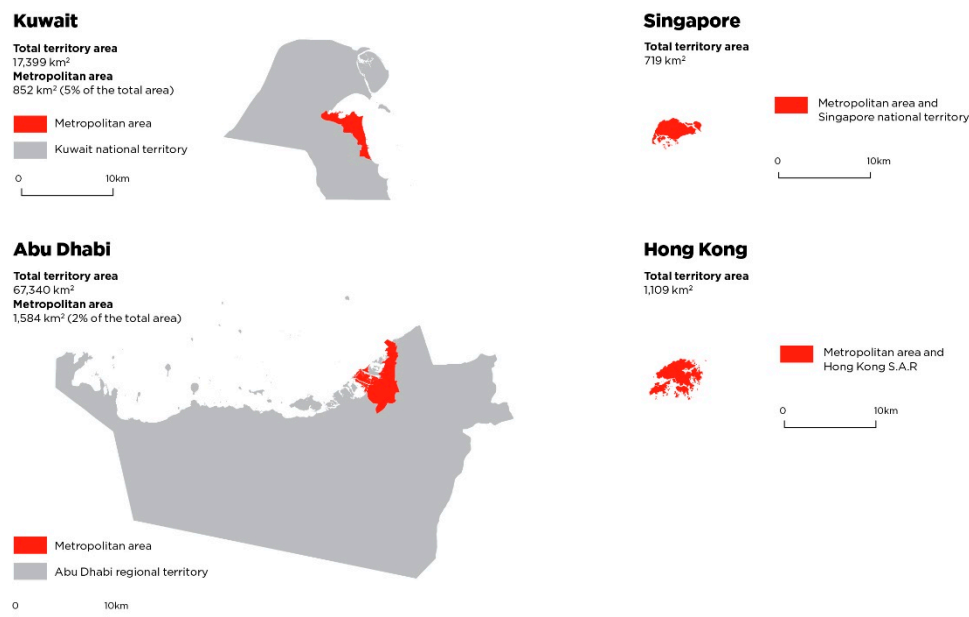 Kuwait
Total territory area
17,399 km²
Metropolitan area
852 km² (5% of the total area)
Metropolitan area
Kuwait national territory
0 10km
Singapore
Total territory area
719 km²
Metropolitan area and
Singapore national territory
0 10km
Abu Dhabi
Total territory area
67,340 km²
Metropolitan area
1,584 km² (2% of the total area)
Metropolitan area
Abu Dhabi regional territory
0 10km
Hong Kong
Total territory area
1,109 km²
Metropolitan area and
Hong Kong S.A.R
0 10km